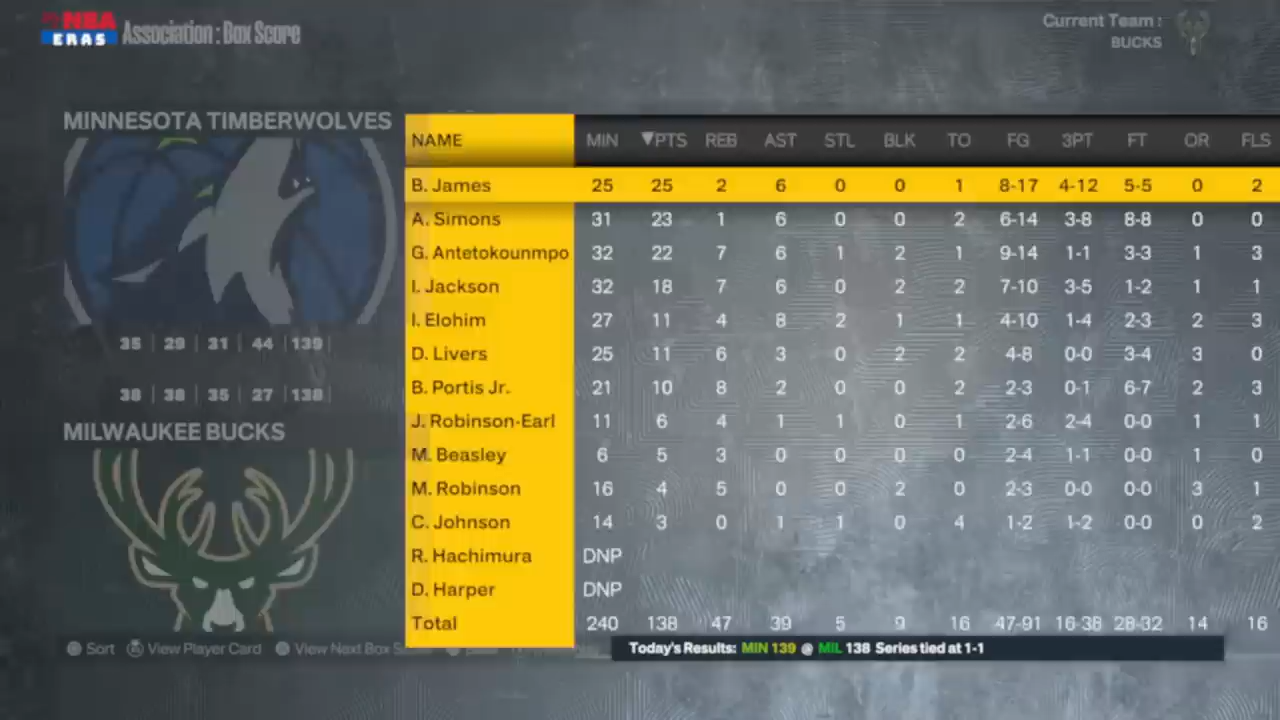 NBA
ERAS
Association : Box Score
Current Team :
BUCKS
MINNESOTA TIMBERWOLVES
35 | 29 | 31 | 44 | 139 |
38 | 38 | 35 | 27 | 138 |
MILWAUKEE BUCKS
NAME MIN ▼PTS REB AST STL BLK TO FG 3PT FT OR FLS
B. James 25 25 2 6 0 0 1 8-17 4-12 5-5 0 2
A. Simons 31 23 1 6 0 0 2 6-14 3-8 8-8 0 0
G. Antetokounmpo 32 22 7 6 1 2 1 9-14 1-1 3-3 1 3
I. Jackson 32 18 7 6 0 2 2 7-10 3-5 1-2 1 1
I. Elohim 27 11 4 8 2 1 1 4-10 1-4 2-3 2 3
D. Livers 25 11 6 3 0 2 2 4-8 0-0 3-4 3 0
B. Portis Jr. 21 10 8 2 0 0 2 2-3 0-1 6-7 2 3
J. Robinson-Earl 11 6 4 1 1 0 1 2-6 2-4 0-0 1 1
M. Beasley 6 5 3 0 0 0 0 2-4 1-1 0-0 1 0
M. Robinson 16 4 5 0 0 2 0 2-3 0-0 0-0 3 1
C. Johnson 14 3 0 1 1 0 4 1-2 1-2 0-0 0 2
R. Hachimura DNP
D. Harper DNP
Total 240 138 47 39 5 9 16 47-91 16-38 28-32 14 16
Sort View Player Card View Next Box
Today's Results: MIN 139 @ MIL 138 Series tied at 1-1